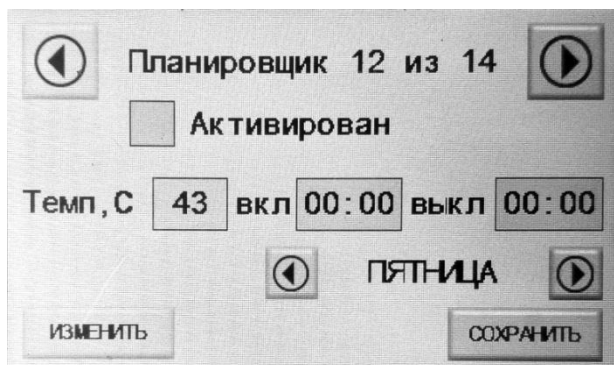 Планировщик 12 из 14
Активирован
Темп,С 43 вкл 00:00 выкл 00:00
ПЯТНИЦА
ИЗМЕНИТЬ СОХРАНИТЬ